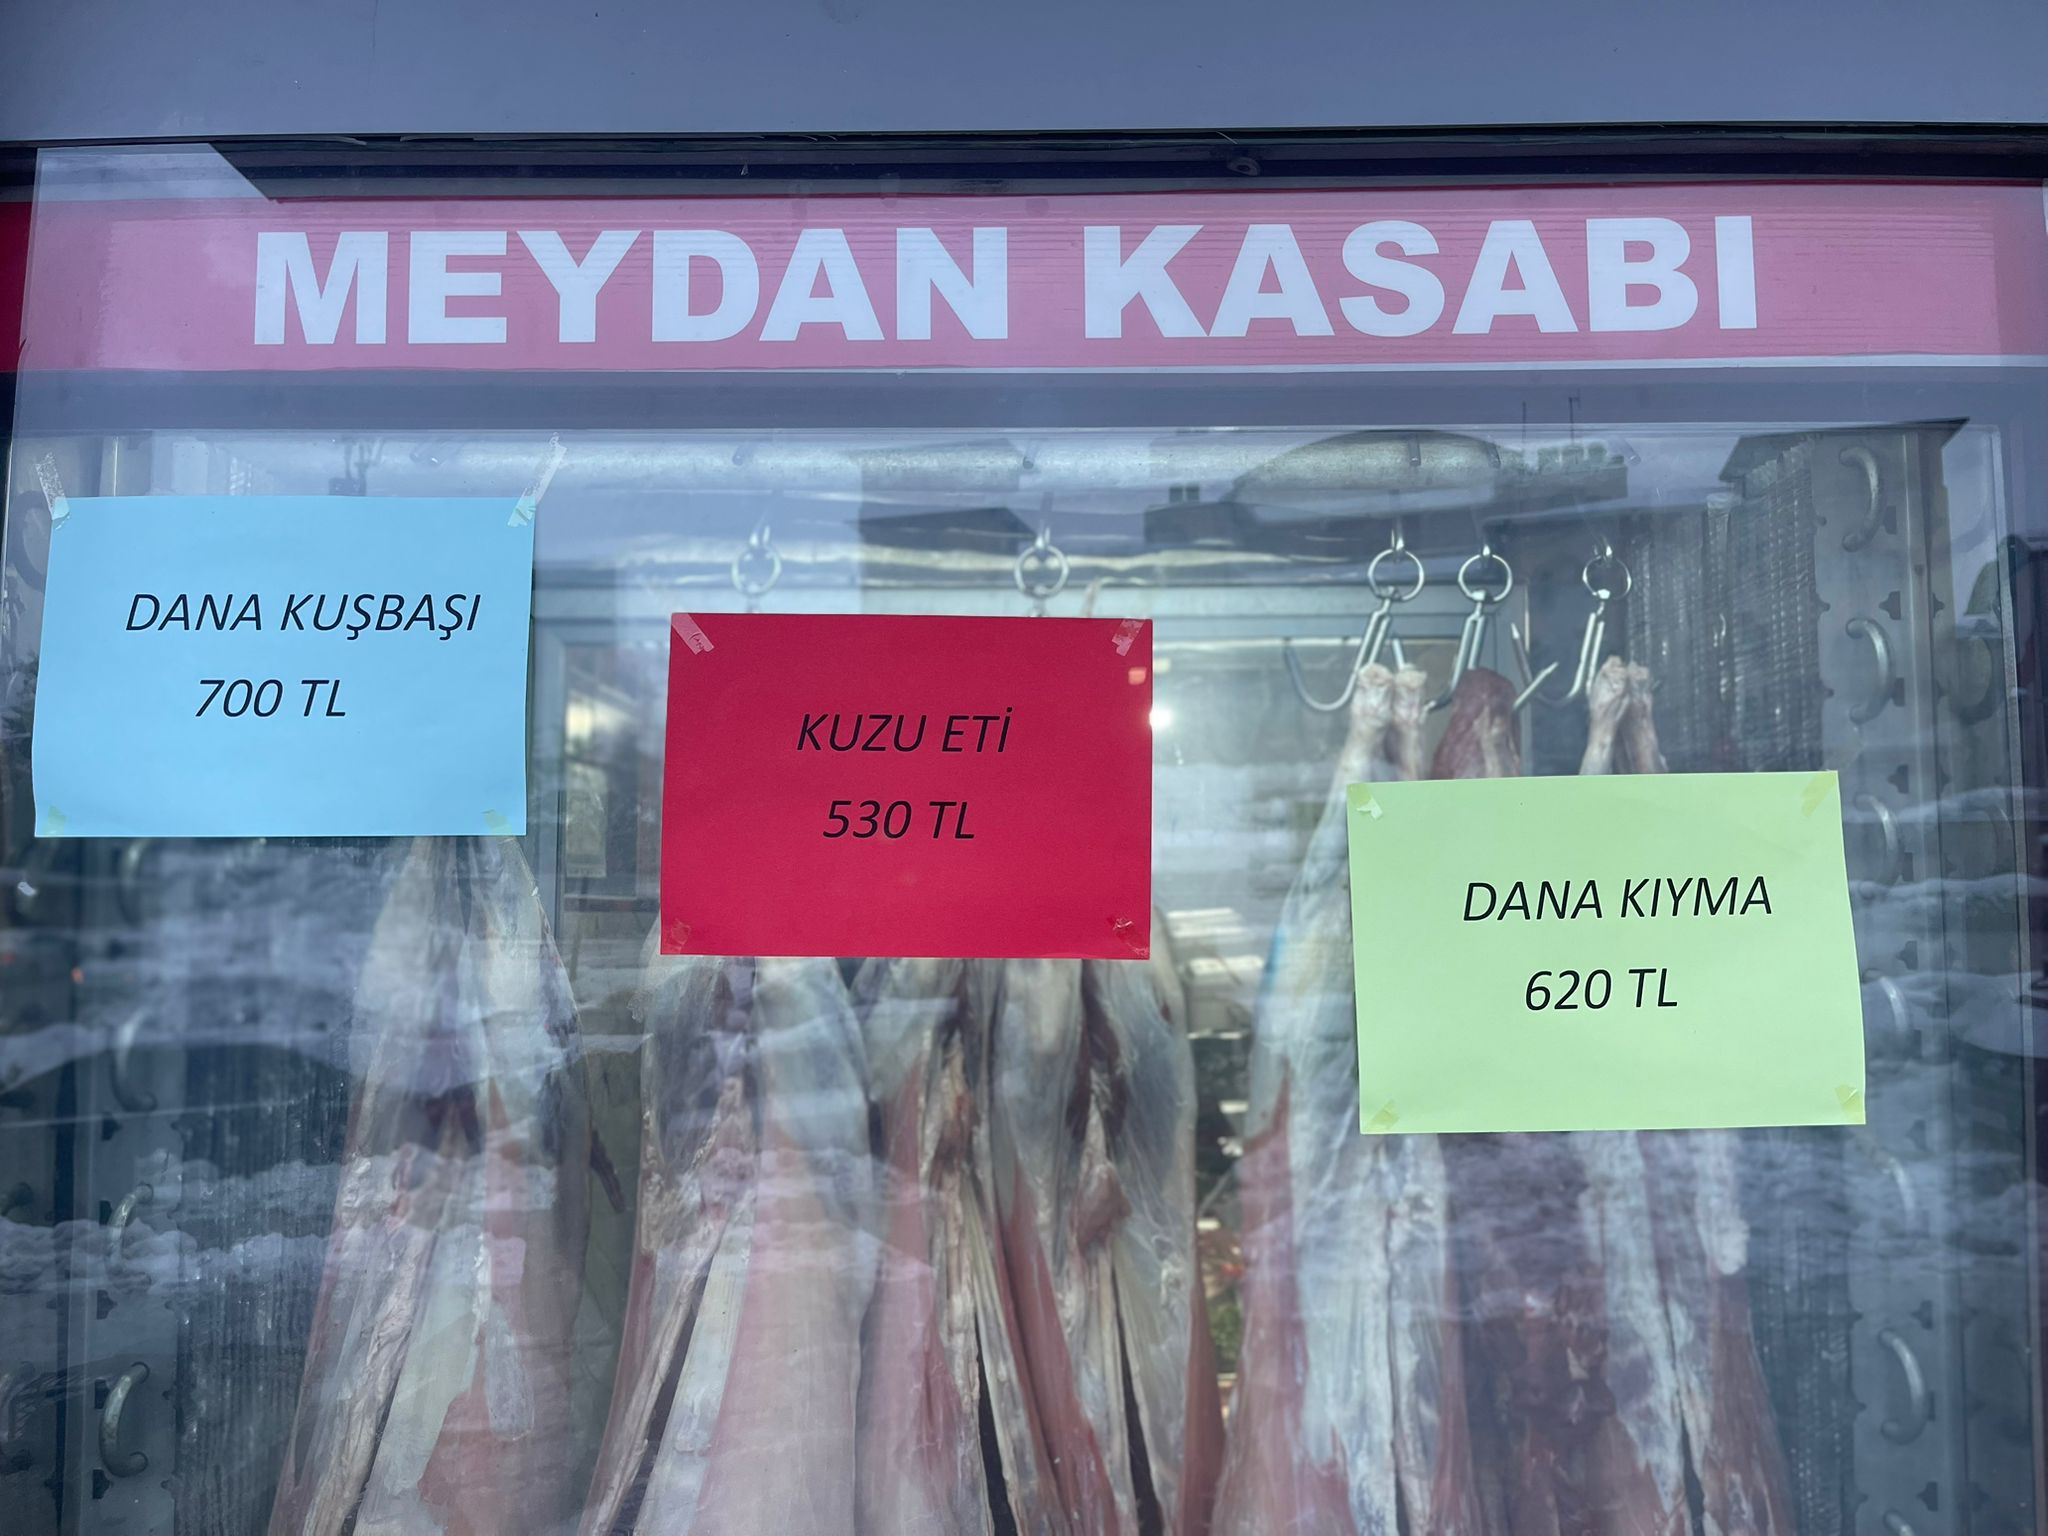 MEYDAN KASABI
DANA KUŞBAŞI
700 TL
KUZU ETİ
530 TL
DANA KIYMA
620 TL